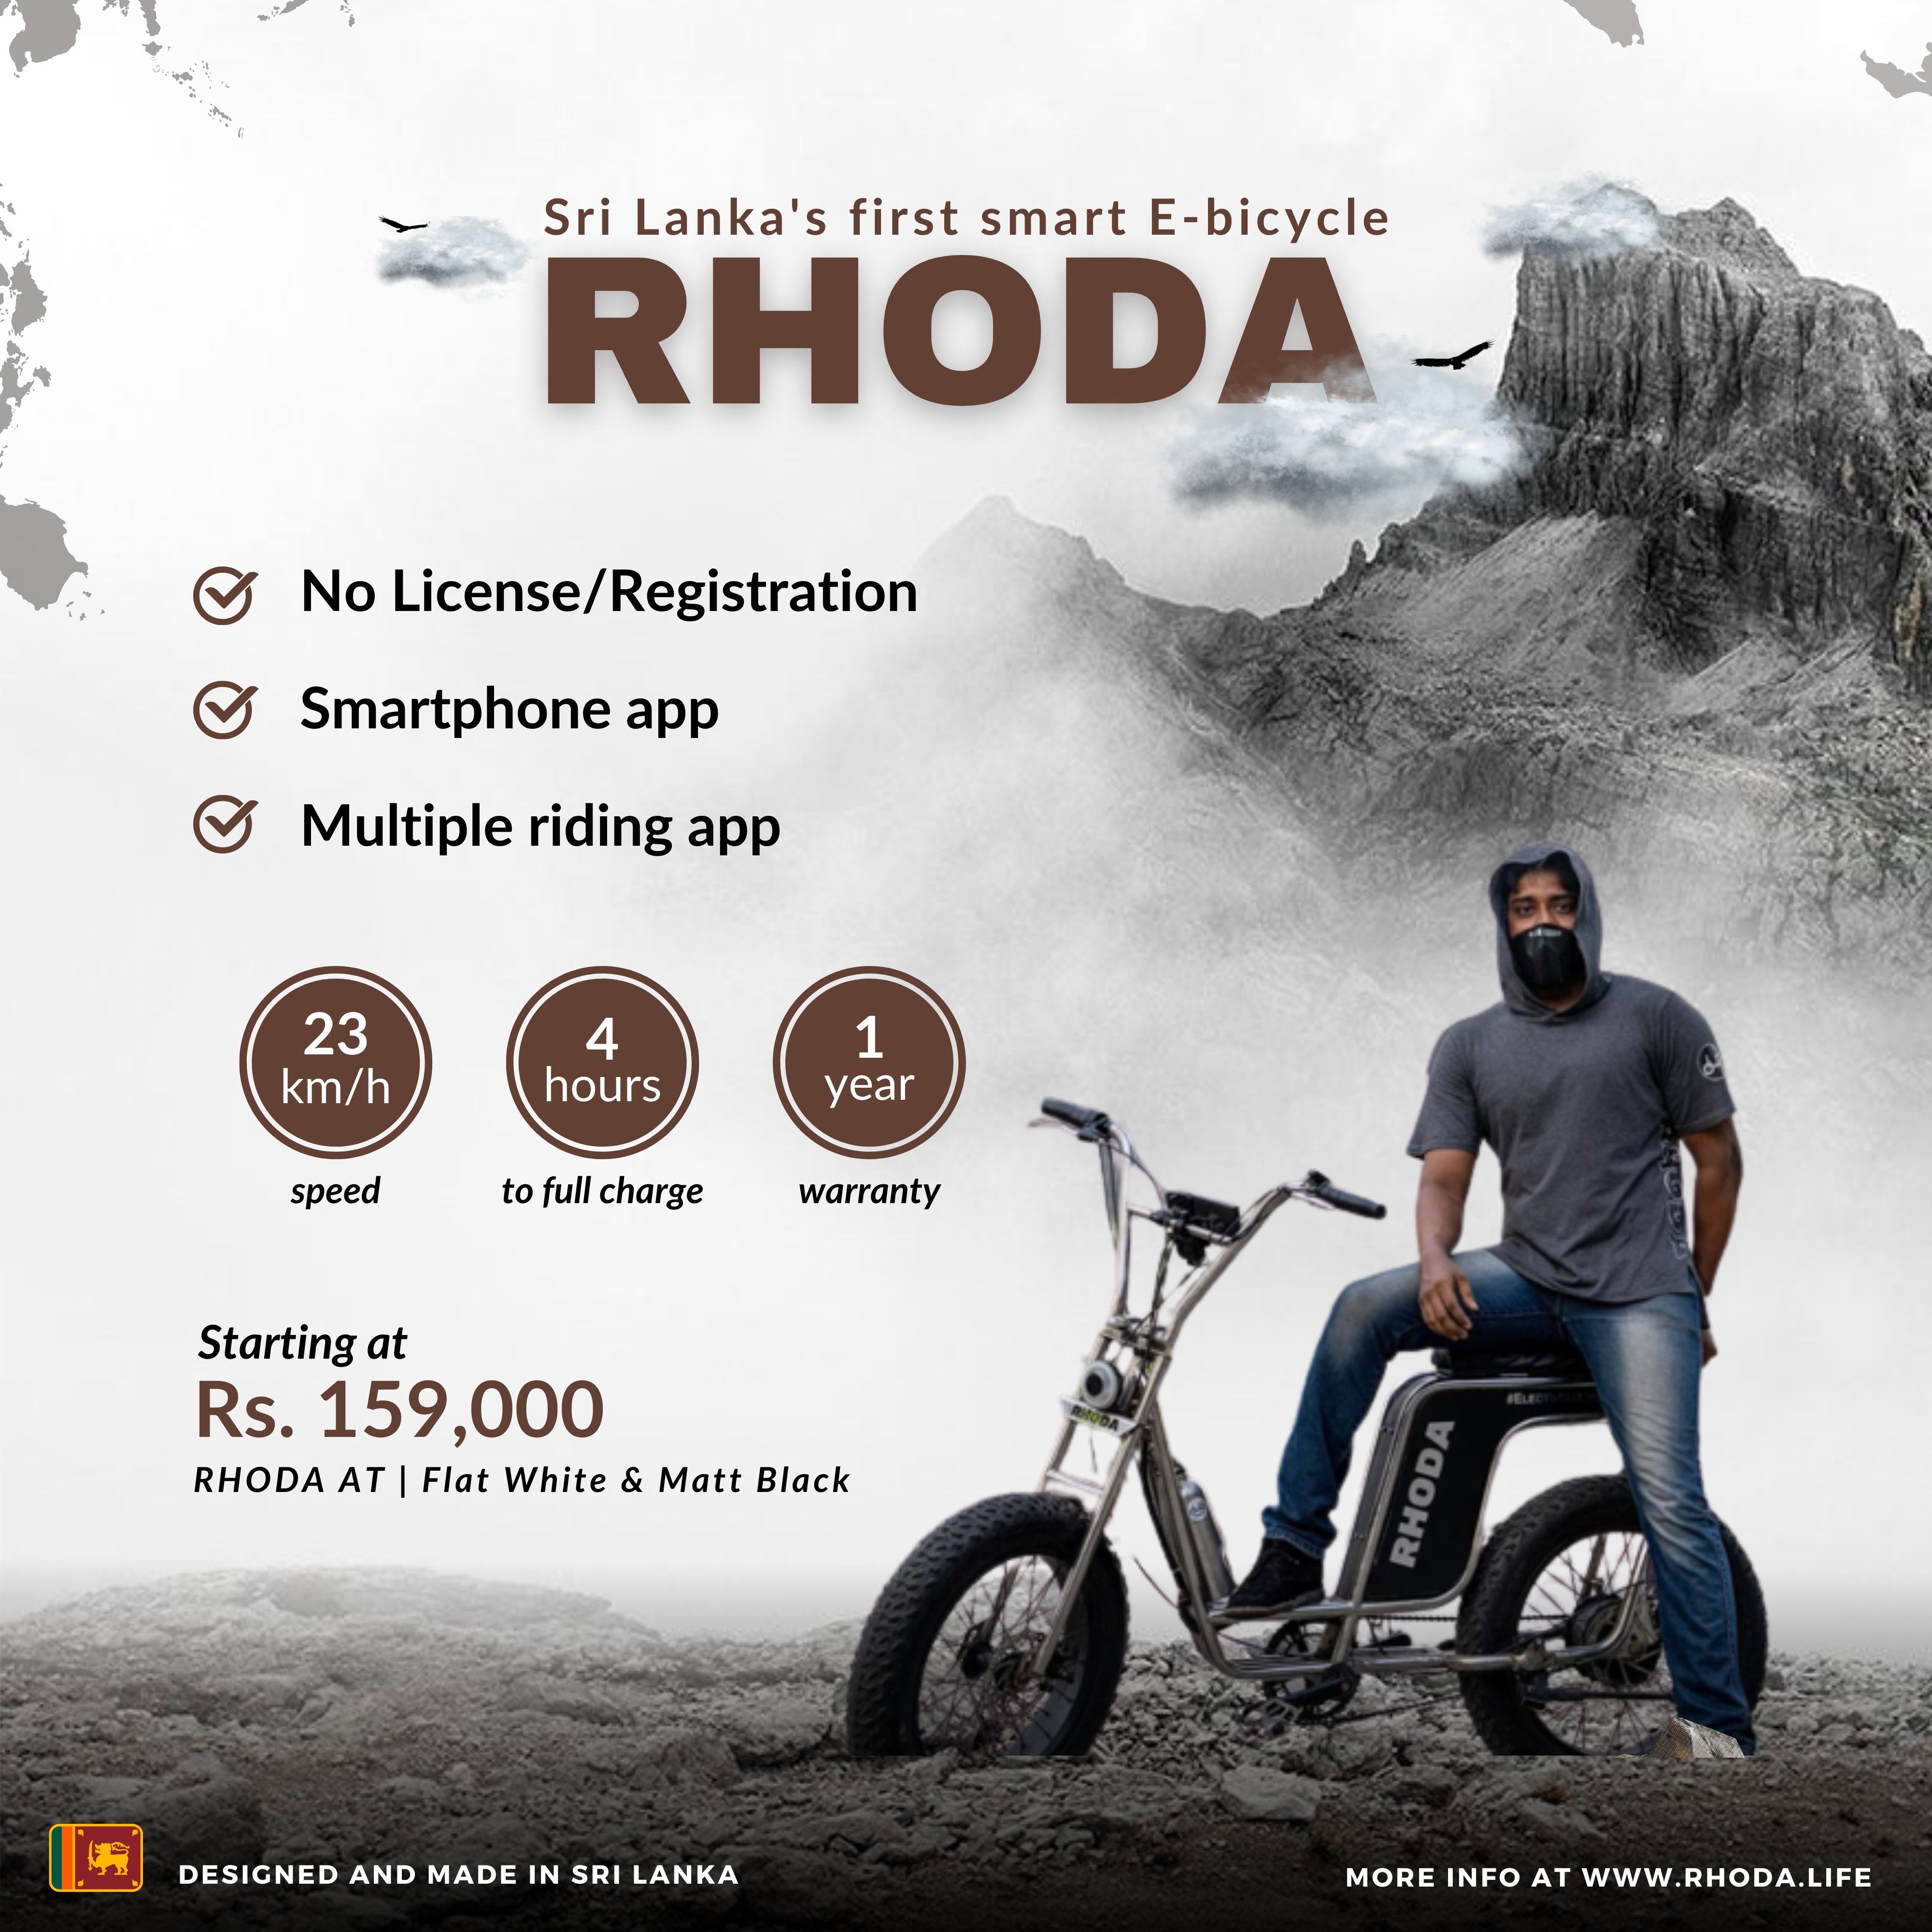 Sri Lanka's first smart E-bicycle
RHODA
No License/Registration
Smartphone app
Multiple riding app
23
km/h
speed
4
hours
to full charge
1
year
warranty
Starting at
Rs. 159,000
RHODA AT | Flat White & Matt Black
RHODA
RHODA
DESIGNED AND MADE IN SRI LANKA
MORE INFO AT WWW.RHODA.LIFE